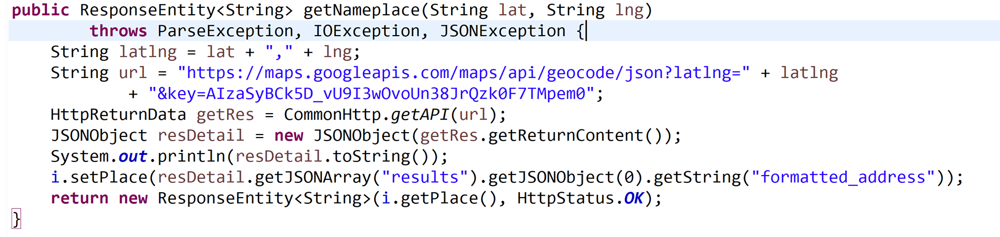 public ResponseEntity<String> getNameplace(String lat, String lng)
throws ParseException, IOException, JSONException {
String latlng = lat + "," + lng;
String url = "https://maps.googleapis.com/maps/api/geocode/json?latlng=" + latlng
+ "&key=AIzaSyBCk5D_vU9I3wOvoUn38JrQzk0F7TMpem0";
HttpReturnData getRes = CommonHttp.getAPI(url);
JSONObject resDetail = new JSONObject(getRes.getReturnContent());
System.out.println(resDetail.toString());
i.setPlace(resDetail.getJSONArray("results").getJSONObject(0).getString("formatted_address"));
return new ResponseEntity<String>(i.getPlace(), HttpStatus.OK);
}